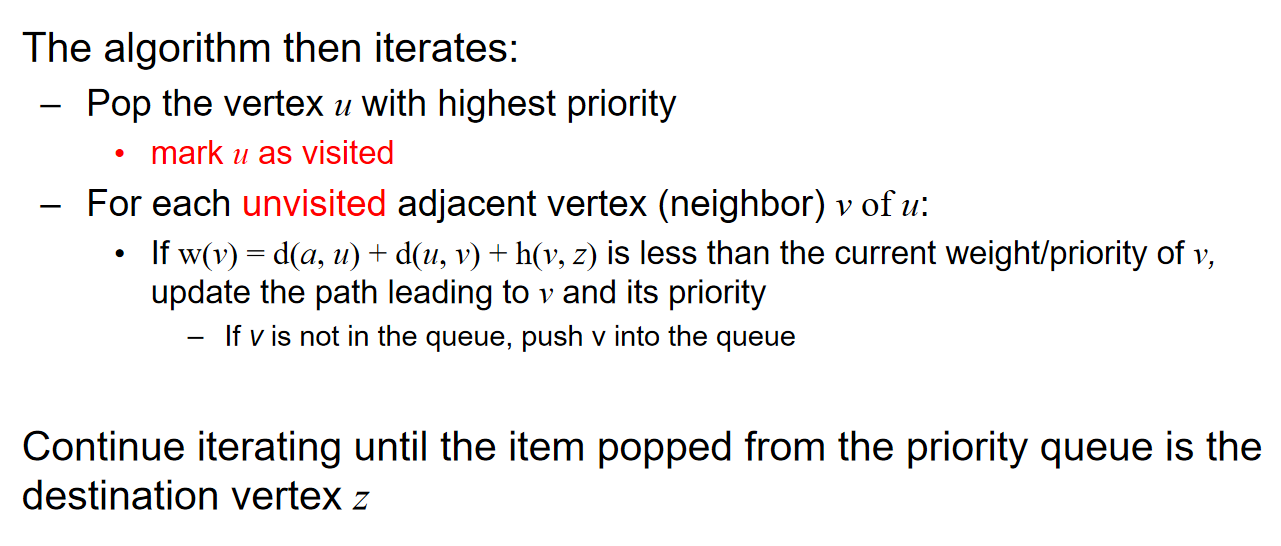 The algorithm then iterates:
– Pop the vertex u with highest priority
• mark u as visited
– For each unvisited adjacent vertex (neighbor) v of u:
• If w(v) = d(a, u) + d(u, v) + h(v, z) is less than the current weight/priority of v,
update the path leading to v and its priority
– If v is not in the queue, push v into the queue
Continue iterating until the item popped from the priority queue is the
destination vertex z